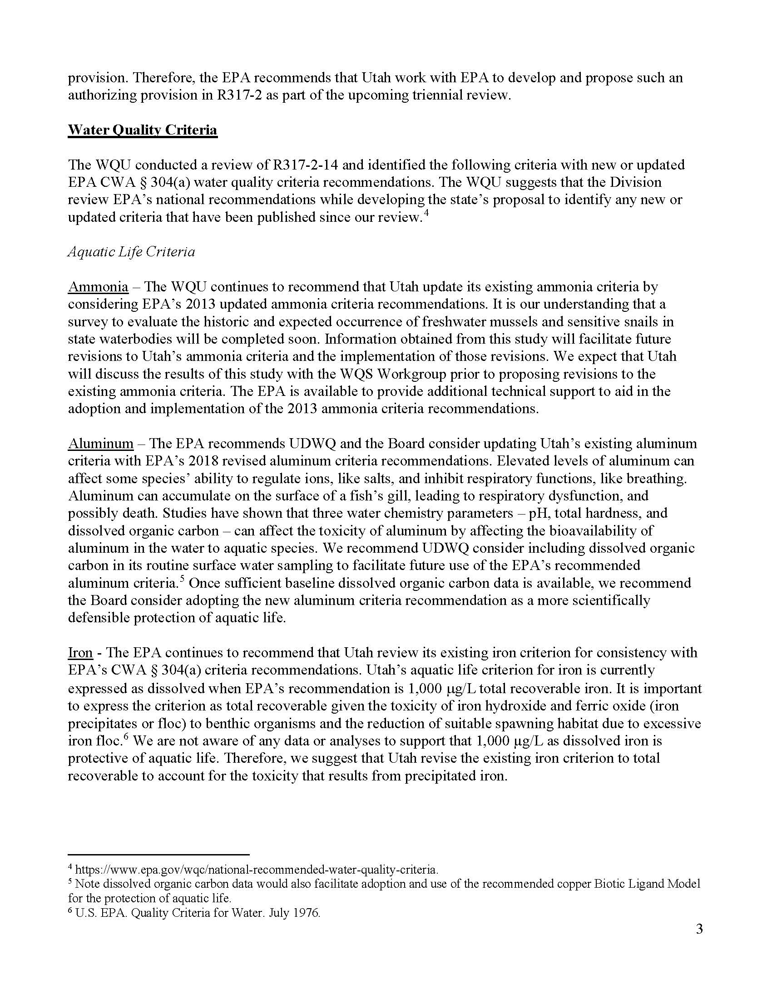 provision. Therefore, the EPA recommends that Utah work with EPA to develop and propose such an
authorizing provision in R317-2 as part of the upcoming triennial review.
Water Quality Criteria
The WQU conducted a review of R317-2-14 and identified the following criteria with new or updated
EPA CWA § 304(a) water quality criteria recommendations. The WQU suggests that the Division
review EPA’s national recommendations while developing the state’s proposal to identify any new or
updated criteria that have been published since our review.4
Aquatic Life Criteria
Ammonia – The WQU continues to recommend that Utah update its existing ammonia criteria by
considering EPA’s 2013 updated ammonia criteria recommendations. It is our understanding that a
survey to evaluate the historic and expected occurrence of freshwater mussels and sensitive snails in
state waterbodies will be completed soon. Information obtained from this study will facilitate future
revisions to Utah’s ammonia criteria and the implementation of those revisions. We expect that Utah
will discuss the results of this study with the WQS Workgroup prior to proposing revisions to the
existing ammonia criteria. The EPA is available to provide additional technical support to aid in the
adoption and implementation of the 2013 ammonia criteria recommendations.
Aluminum – The EPA recommends UDWQ and the Board consider updating Utah’s existing aluminum
criteria with EPA’s 2018 revised aluminum criteria recommendations. Elevated levels of aluminum can
affect some species’ ability to regulate ions, like salts, and inhibit respiratory functions, like breathing.
Aluminum can accumulate on the surface of a fish’s gill, leading to respiratory dysfunction, and
possibly death. Studies have shown that three water chemistry parameters – pH, total hardness, and
dissolved organic carbon – can affect the toxicity of aluminum by affecting the bioavailability of
aluminum in the water to aquatic species. We recommend UDWQ consider including dissolved organic
carbon in its routine surface water sampling to facilitate future use of the EPA’s recommended
aluminum criteria.5 Once sufficient baseline dissolved organic carbon data is available, we recommend
the Board consider adopting the new aluminum criteria recommendation as a more scientifically
defensible protection of aquatic life.
Iron - The EPA continues to recommend that Utah review its existing iron criterion for consistency with
EPA’s CWA § 304(a) criteria recommendations. Utah’s aquatic life criterion for iron is currently
expressed as dissolved when EPA’s recommendation is 1,000 µg/L total recoverable iron. It is important
to express the criterion as total recoverable given the toxicity of iron hydroxide and ferric oxide (iron
precipitates or floc) to benthic organisms and the reduction of suitable spawning habitat due to excessive
iron floc.6 We are not aware of any data or analyses to support that 1,000 µg/L as dissolved iron is
protective of aquatic life. Therefore, we suggest that Utah revise the existing iron criterion to total
recoverable to account for the toxicity that results from precipitated iron.
4 https://www.epa.gov/wqc/national-recommended-water-quality-criteria.
5 Note dissolved organic carbon data would also facilitate adoption and use of the recommended copper Biotic Ligand Model
for the protection of aquatic life.
6 U.S. EPA. Quality Criteria for Water. July 1976.
3